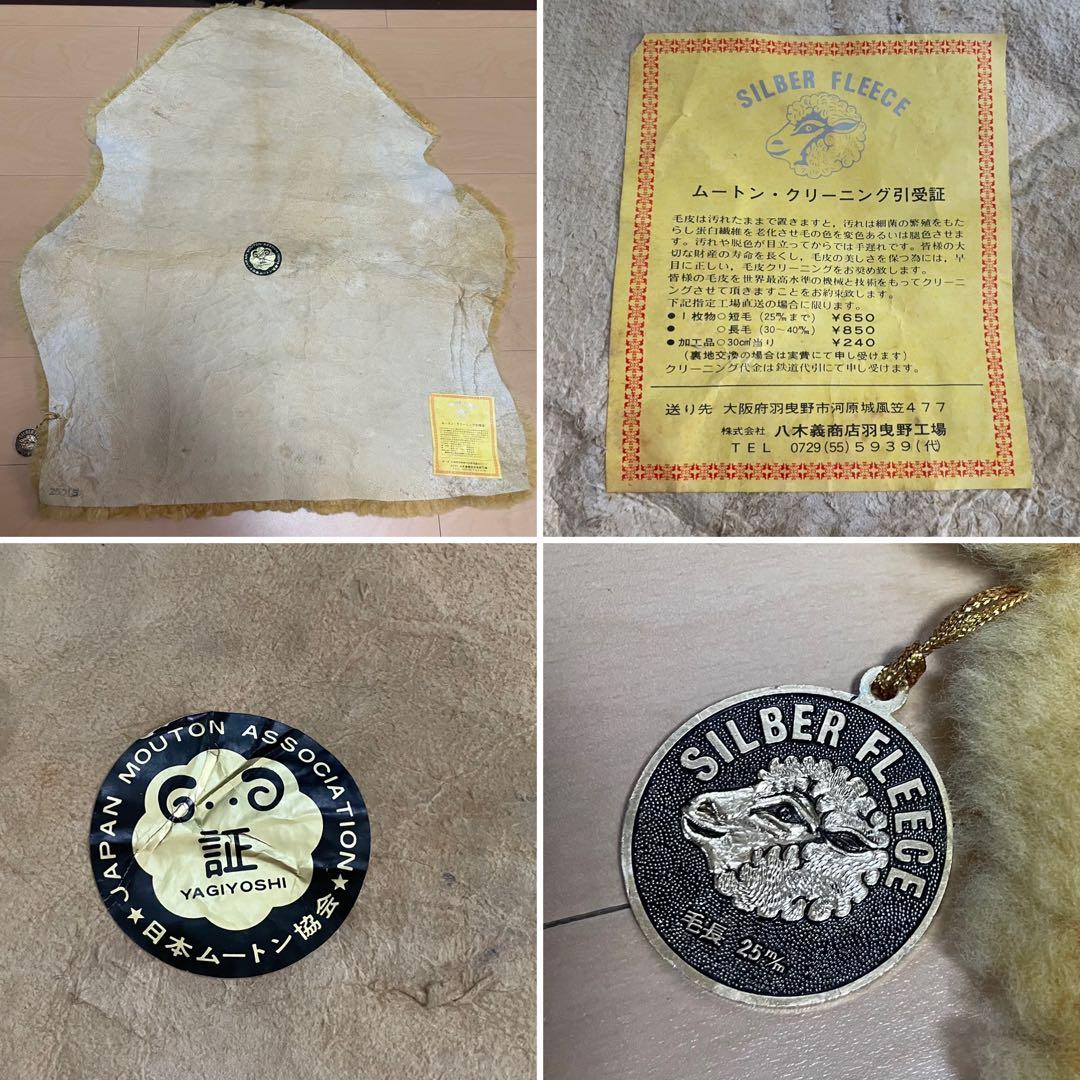 SILBER FLEECE
ムートン・クリーニング引受証
毛皮は汚れたままで置きますと，汚れは細菌の繁殖をもた
らし蛋白繊維を老化させ毛の色を変色あるいは腿色させま
す。汚れや脱色が目立ってからでは手遅れです。皆様の大
切な財産の寿命を長くし，毛皮の美しさを保つ為には，早
目に正しい，毛皮クリーニングをお奨め致します。
皆様の毛皮を世界最高水準の機械と技術をもってクリーニ
ングさせて頂きますことをお約束致します。
下記指定工場直送の場合に限ります。
●1枚物○短毛(25㎜まで) ¥650
● ○長毛(30～40㎜) ¥850
●加工品○30㎠当り ¥240
(裏地交換の場合は実費にて申し受けます)
クリーニング代金は鉄道代引にて申し受けます。
送り先 大阪府羽曳野市河原城風笠477
株式会社 八木義商店羽曳野工場
TEL 0729(55)5939(代)
JAPAN MOUTON ASSOCIATION
証
YAGIYOSHI
★日本ムートン協会★
SILBER FLEECE
毛長 25m/m